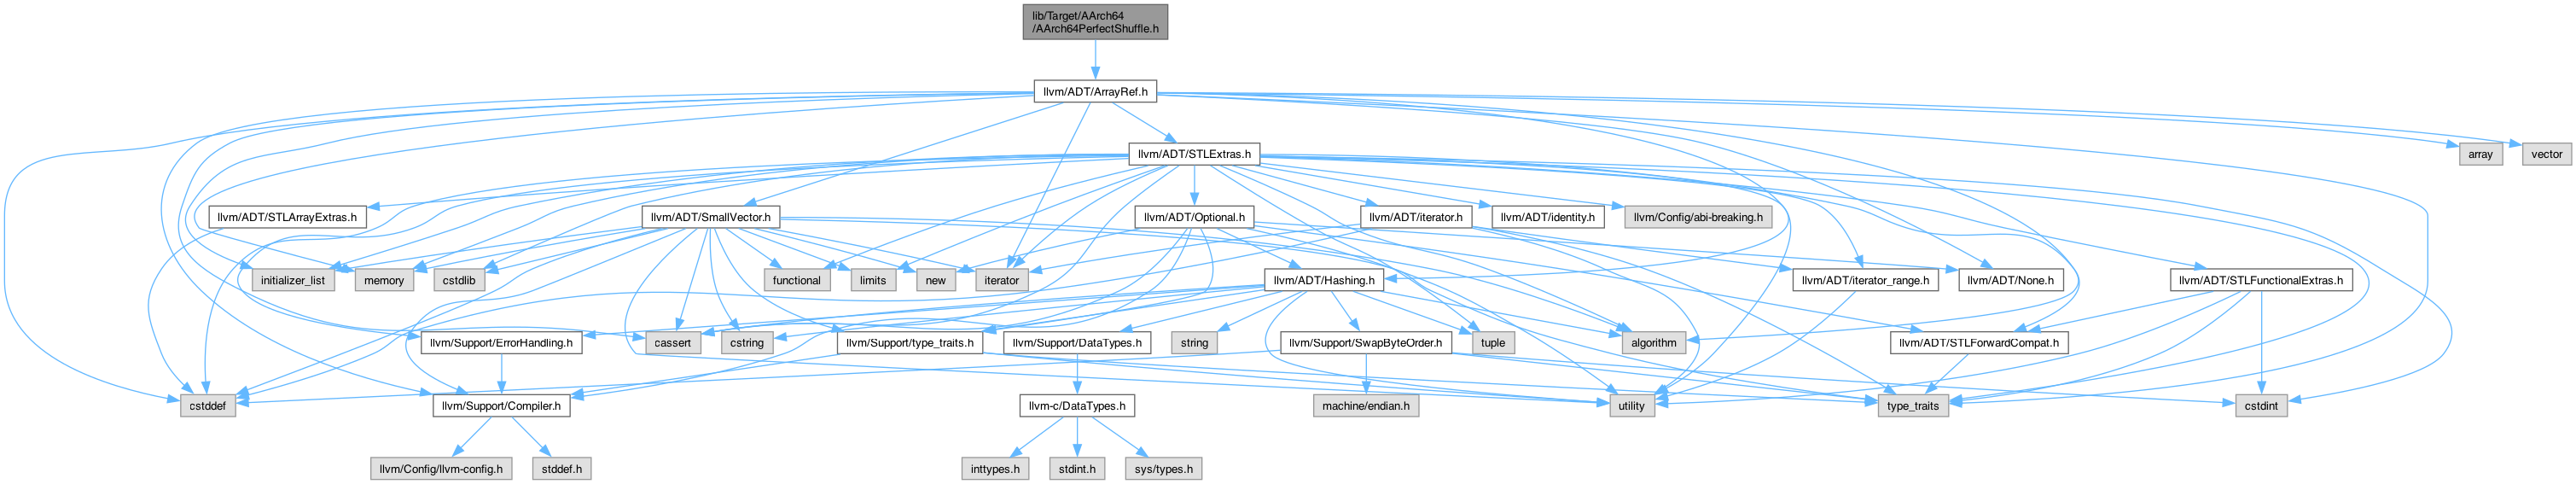 lib/Target/AArch64
/AArch64PerfectShuffle.h
llvm/ADT/ArrayRef.h
llvm/ADT/STLExtras.h
array
vector
llvm/ADT/STLArrayExtras.h
llvm/ADT/SmallVector.h
llvm/ADT/Optional.h
llvm/ADT/iterator.h
llvm/ADT/identity.h
llvm/Config/abi-breaking.h
initializer_list
memory
cstdlib
functional
limits
new
iterator
llvm/ADT/Hashing.h
llvm/ADT/iterator_range.h
llvm/ADT/None.h
llvm/ADT/STLFunctionalExtras.h
llvm/Support/ErrorHandling.h
cassert
cstring
llvm/Support/type_traits.h
llvm/Support/DataTypes.h
string
llvm/Support/SwapByteOrder.h
tuple
algorithm
llvm/ADT/STLForwardCompat.h
cstddef
llvm/Support/Compiler.h
llvm-c/DataTypes.h
machine/endian.h
utility
type_traits
cstdint
llvm/Config/llvm-config.h
stddef.h
inttypes.h
stdint.h
sys/types.h